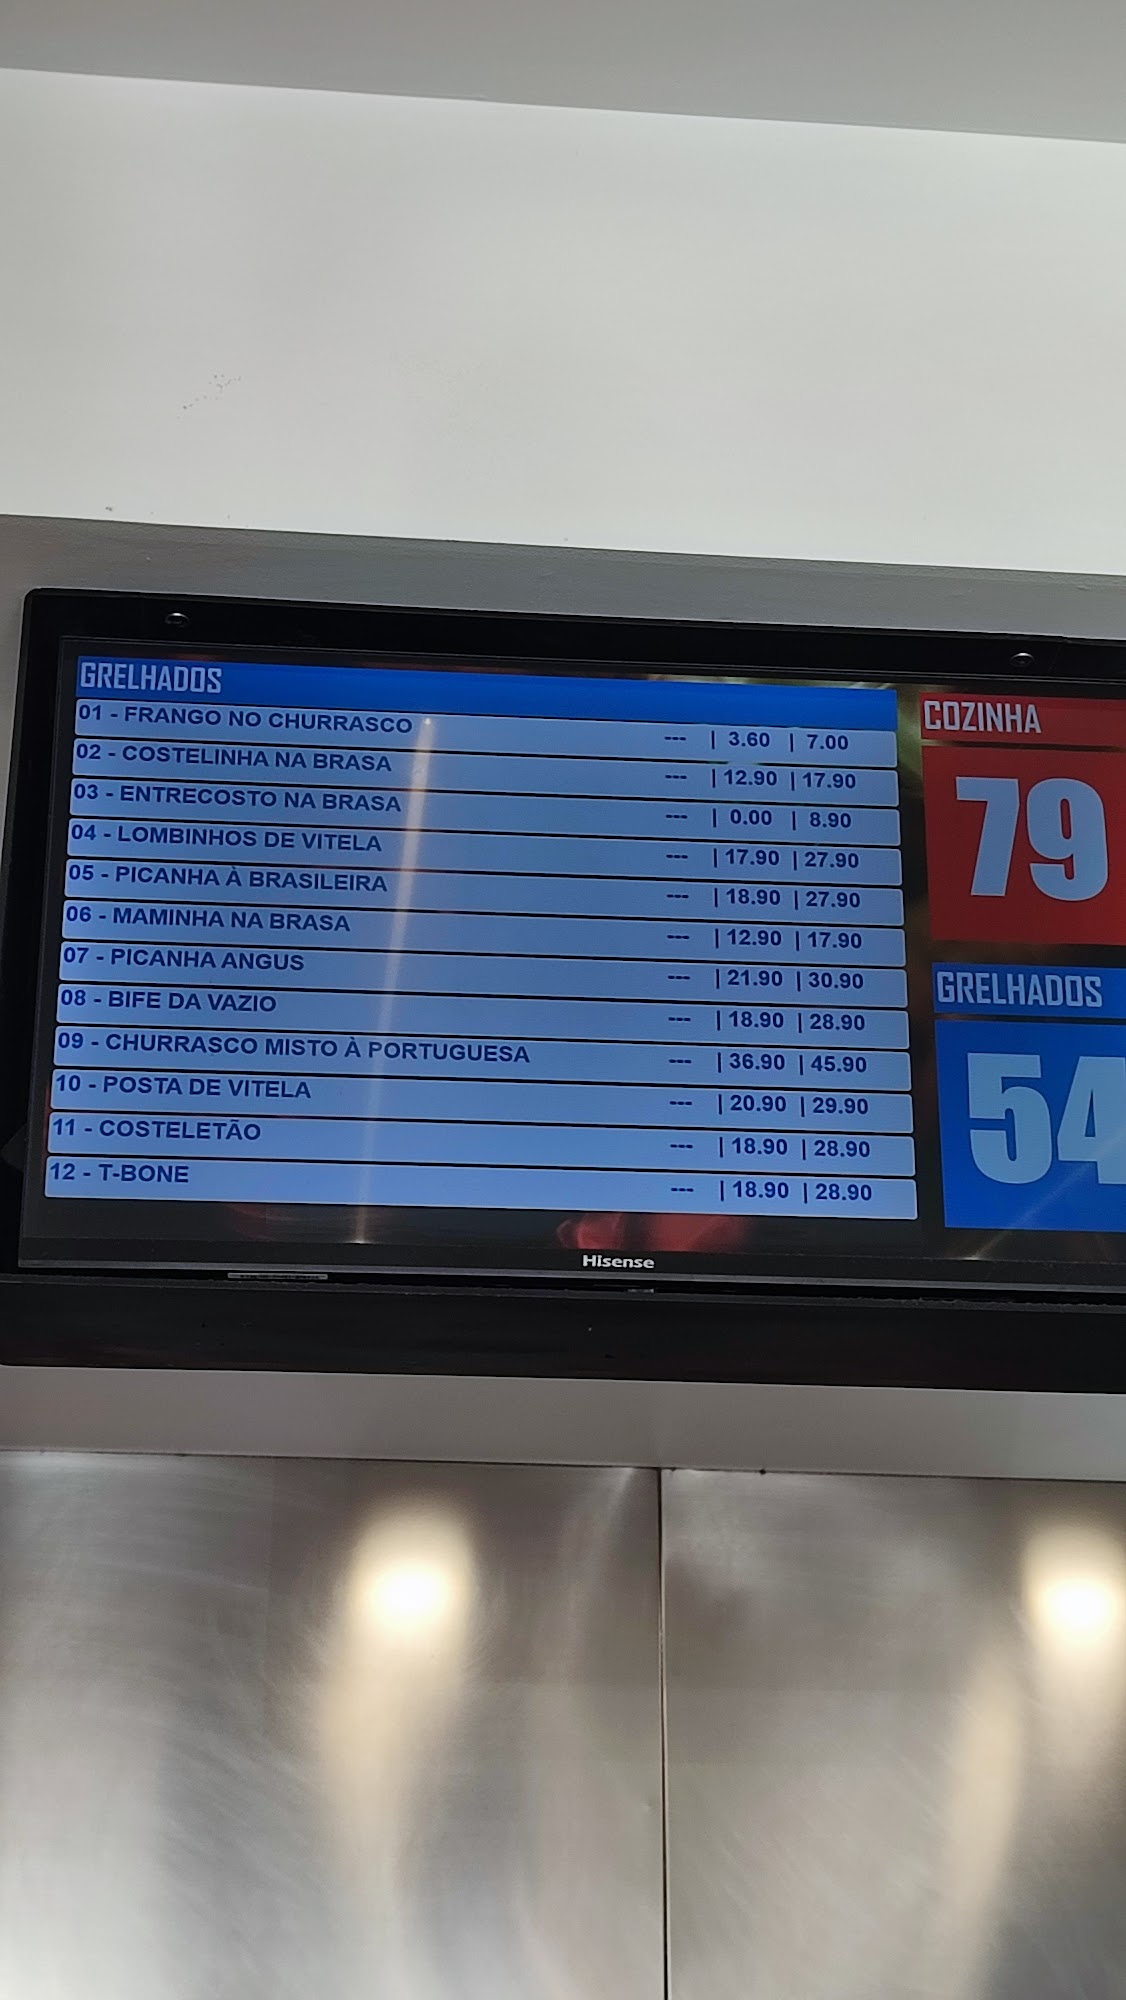 GRELHADOS
01 - FRANGO NO CHURRASCO --- | 3.60 | 7.00
02 - COSTELINHA NA BRASA --- | 12.90 | 17.90
03 - ENTRECOSTO NA BRASA --- | 0.00 | 8.90
04 - LOMBINHOS DE VITELA --- | 17.90 | 27.90
05 - PICANHA À BRASILEIRA --- | 18.90 | 27.90
06 - MAMINHA NA BRASA --- | 12.90 | 17.90
07 - PICANHA ANGUS --- | 21.90 | 30.90
08 - BIFE DA VAZIO --- | 18.90 | 28.90
09 - CHURRASCO MISTO À PORTUGUESA --- | 36.90 | 45.90
10 - POSTA DE VITELA --- | 20.90 | 29.90
11 - COSTELETÃO --- | 18.90 | 28.90
12 - T-BONE --- | 18.90 | 28.90
COZINHA
79
GRELHADOS
54
Hisense